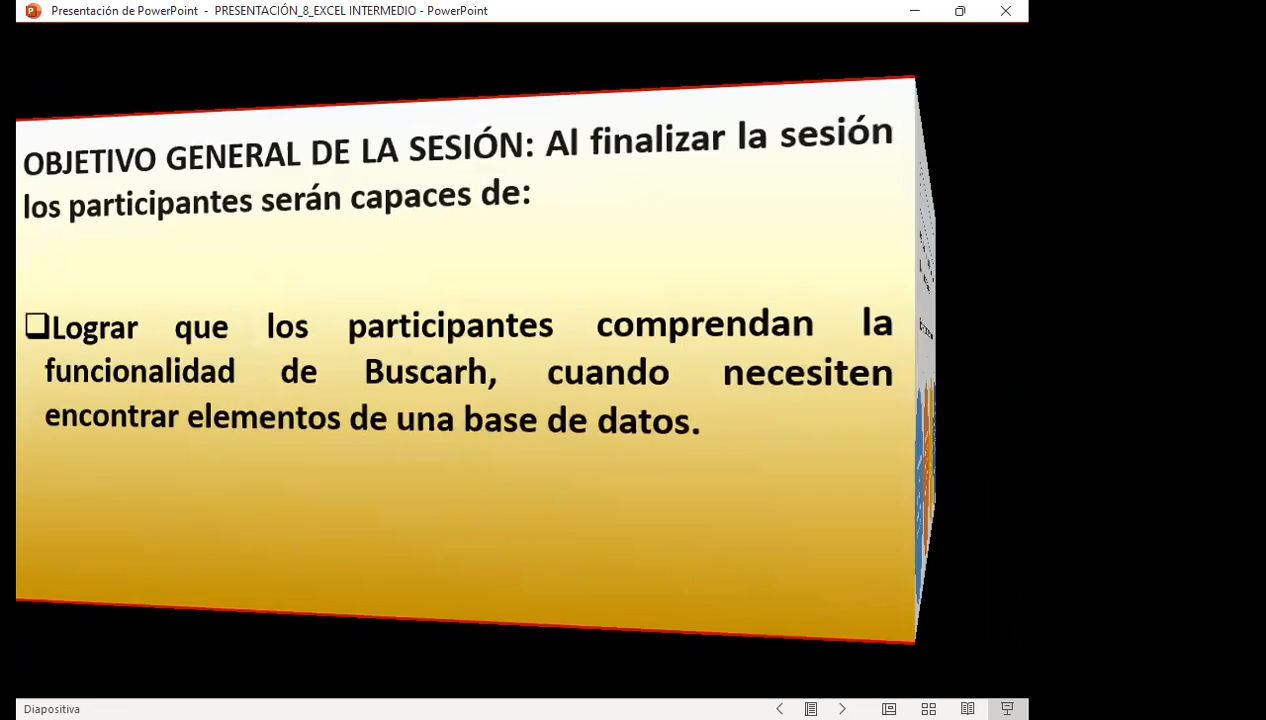 Presentación de PowerPoint - PRESENTACIÓN_8_EXCEL INTERMEDIO - PowerPoint
OBJETIVO GENERAL DE LA SESIÓN: Al finalizar la sesión
los participantes serán capaces de:
Lograr que los participantes comprendan la
funcionalidad de Buscarh, cuando necesiten
encontrar elementos de una base de datos.
Diapositiva